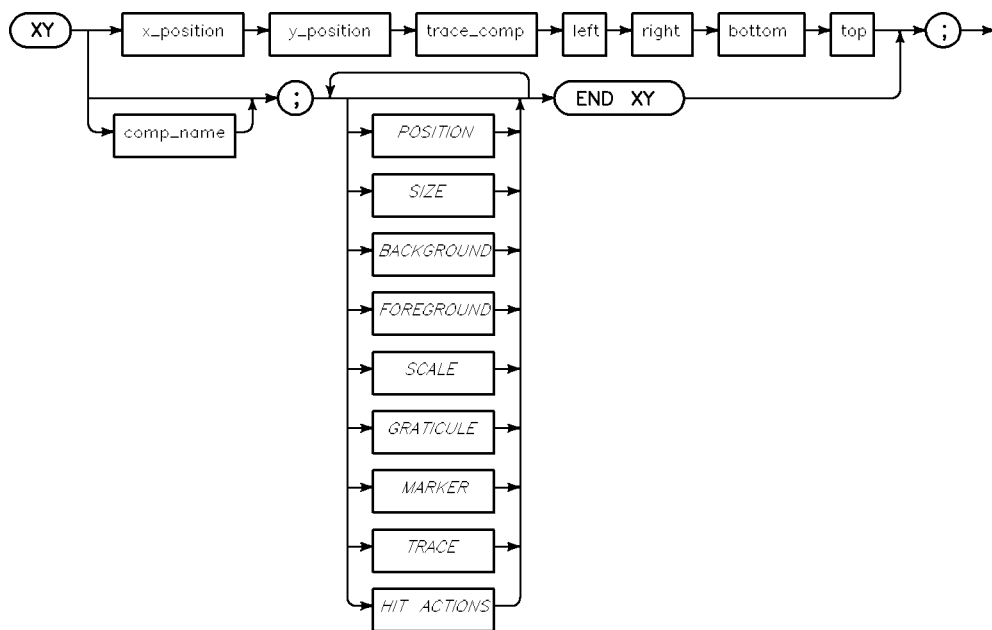 XY x_position y_position trace_comp left right bottom top ;
comp_name ; END XY
POSITION
SIZE
BACKGROUND
FOREGROUND
SCALE
GRATICULE
MARKER
TRACE
HIT ACTIONS